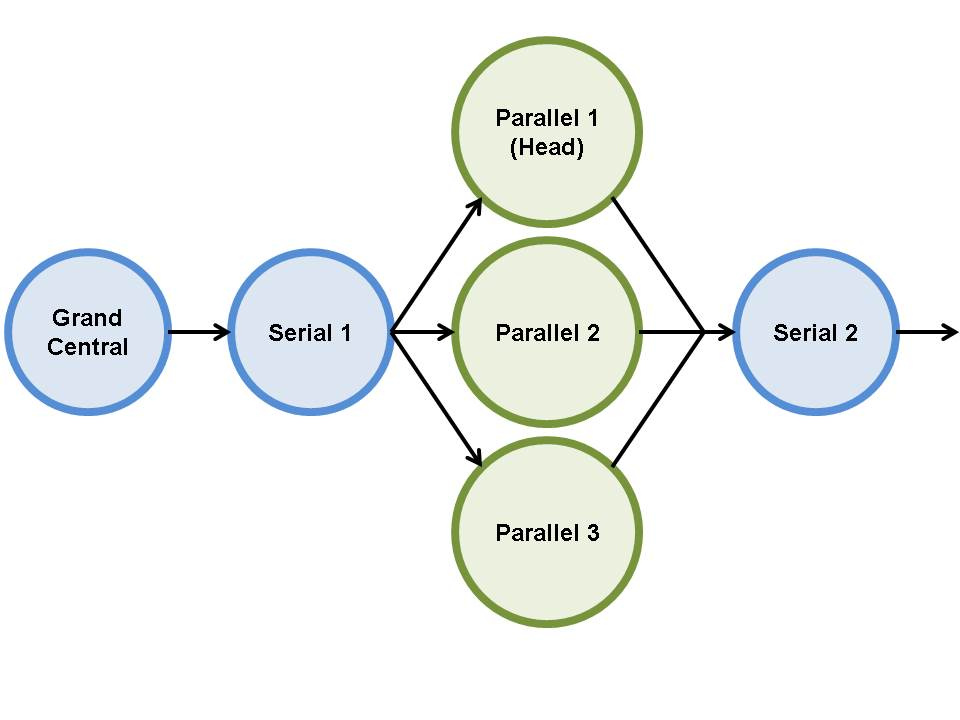 Grand
Central
Serial 1
Parallel 1
(Head)
Parallel 2
Parallel 3
Serial 2